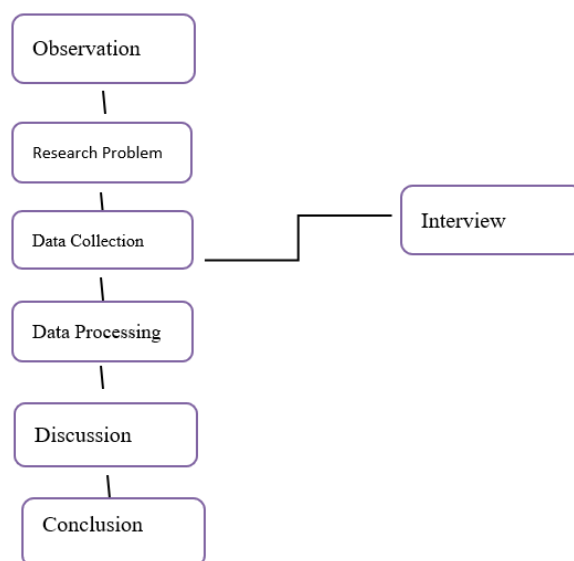 Observation
Research Problem
Data Collection
Interview
Data Processing
Discussion
Conclusion